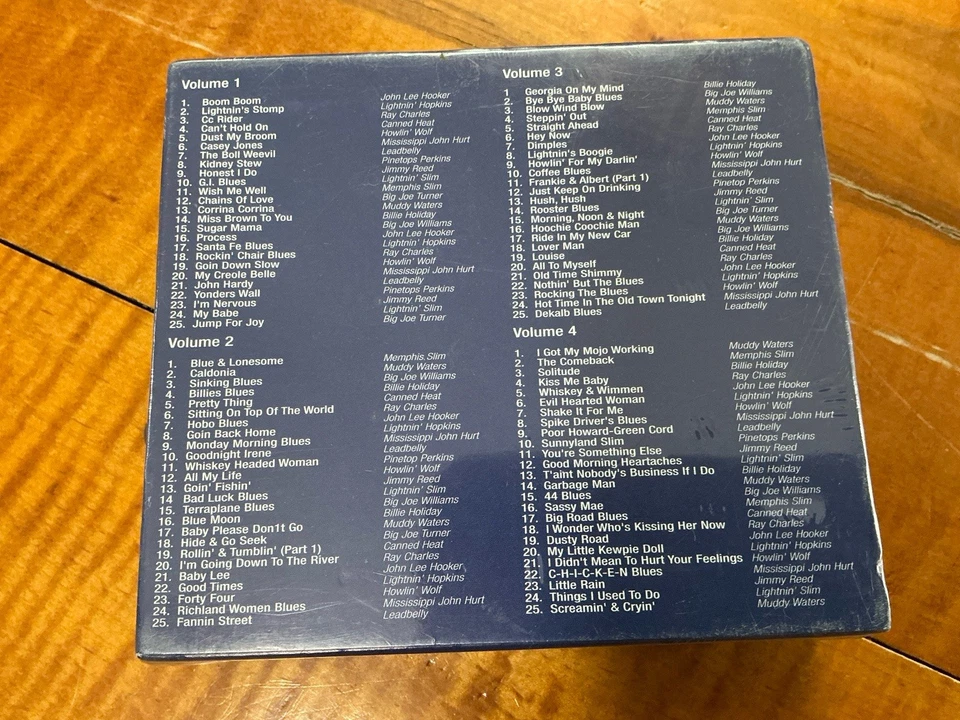 Volume 1
1. Boom Boom John Lee Hooker
2. Lightnin's Stomp Lightnin' Hopkins
3. Cc Rider Ray Charles
4. Can't Hold On Canned Heat
5. Dust My Broom Howlin' Wolf
6. Casey Jones Mississippi John Hurt
7. The Boll Weevil Leadbelly
8. Kidney Stew Pinetops Perkins
9. Honest I Do Jimmy Reed
10. G.I. Blues Lightnin' Slim
11. Wish Me Well Memphis Slim
12. Chains Of Love Big Joe Turner
13. Corrina Corrina Muddy Waters
14. Miss Brown To You Billie Holiday
15. Sugar Mama Big Joe Williams
16. Process John Lee Hooker
17. Santa Fe Blues Lightnin' Hopkins
18. Rockin' Chair Blues Ray Charles
19. Goin Down Slow Howlin' Wolf
20. My Creole Belle Mississippi John Hurt
21. John Hardy Leadbelly
22. Yonders Wall Pinetops Perkins
23. I'm Nervous Jimmy Reed
24. My Babe Lightnin' Slim
25. Jump For Joy Big Joe Turner
Volume 2
1. Blue & Lonesome Memphis Slim
2. Caldonia Muddy Waters
3. Sinking Blues Big Joe Williams
4. Billies Blues Billie Holiday
5. Pretty Thing Canned Heat
6. Sitting On Top Of The World Ray Charles
7. Hobo Blues John Lee Hooker
8. Goin Back Home Lightnin' Hopkins
9. Monday Morning Blues Mississippi John Hurt
10. Goodnight Irene Leadbelly
11. Whiskey Headed Woman Pinetop Perkins
12. All My Life Howlin' Wolf
13. Goin' Fishin' Jimmy Reed
14 Bad Luck Blues Lightnin' Slim
15. Terraplane Blues Big Joe Williams
16. Blue Moon Billie Holiday
17. Baby Please Don1t Go Muddy Waters
18. Hide & Go Seek Big Joe Turner
19. Rollin' & Tumblin' (Part 1) Canned Heat
20. I'm Going Down To The River Ray Charles
21. Baby Lee John Lee Hooker
22. Good Times Lightnin' Hopkins
23. Forty Four Howlin' Wolf
24. Richland Women Blues Mississippi John Hurt
25. Fannin Street Leadbelly
Volume 3
1 Georgia On My Mind Billie Holiday
2. Bye Bye Baby Blues Big Joe Williams
3. Blow Wind Blow Muddy Waters
4. Steppin' Out Memphis Slim
5. Straight Ahead Canned Heat
6. Hey Now Ray Charles
7. Dimples John Lee Hooker
8. Lightnin's Boogie Lightnin' Hopkins
9. Howlin' For My Darlin' Howlin' Wolf
10. Coffee Blues Mississippi John Hurt
11. Frankie & Albert (Part 1) Leadbelly
12. Just Keep On Drinking Pinetop Perkins
13. Hush, Hush Jimmy Reed
14. Rooster Blues Lightnin' Slim
15. Morning, Noon & Night Big Joe Turner
16. Hoochie Coochie Man Muddy Waters
17. Ride In My New Car Big Joe Williams
18. Lover Man Billie Holiday
19. Louise Canned Heat
20. All To Myself Ray Charles
21. Old Time Shimmy John Lee Hooker
22. Nothin' But The Blues Lightnin' Hopkins
23. Rocking The Blues Howlin' Wolf
24. Hot Time In The Old Town Tonight Mississippi John Hurt
25. Dekalb Blues Leadbelly
Volume 4
1. I Got My Mojo Working Muddy Waters
2. The Comeback Memphis Slim
3. Solitude Billie Holiday
4. Kiss Me Baby Ray Charles
5. Whiskey & Wimmen John Lee Hooker
6. Evil Hearted Woman Lightnin' Hopkins
7. Shake It For Me Howlin' Wolf
8. Spike Driver's Blues Mississippi John Hurt
9. Poor Howard-Green Cord Leadbelly
10. Sunnyland Slim Pinetops Perkins
11. You're Something Else Jimmy Reed
12. Good Morning Heartaches Lightnin' Slim
13. T'aint Nobody's Business If I Do Billie Holiday
14. Garbage Man Muddy Waters
15. 44 Blues Big Joe Williams
16. Sassy Mae Memphis Slim
17. Big Road Blues Canned Heat
18. I Wonder Who's Kissing Her Now Ray Charles
19. Dusty Road John Lee Hooker
20. My Little Kewpie Doll Lightnin' Hopkins
21. I Didn't Mean To Hurt Your Feelings Howlin' Wolf
22. C-H-I-C-K-E-N Blues Mississippi John Hurt
23. Little Rain Jimmy Reed
24. Things I Used To Do Lightnin' Slim
25. Screamin' & Cryin' Muddy Waters